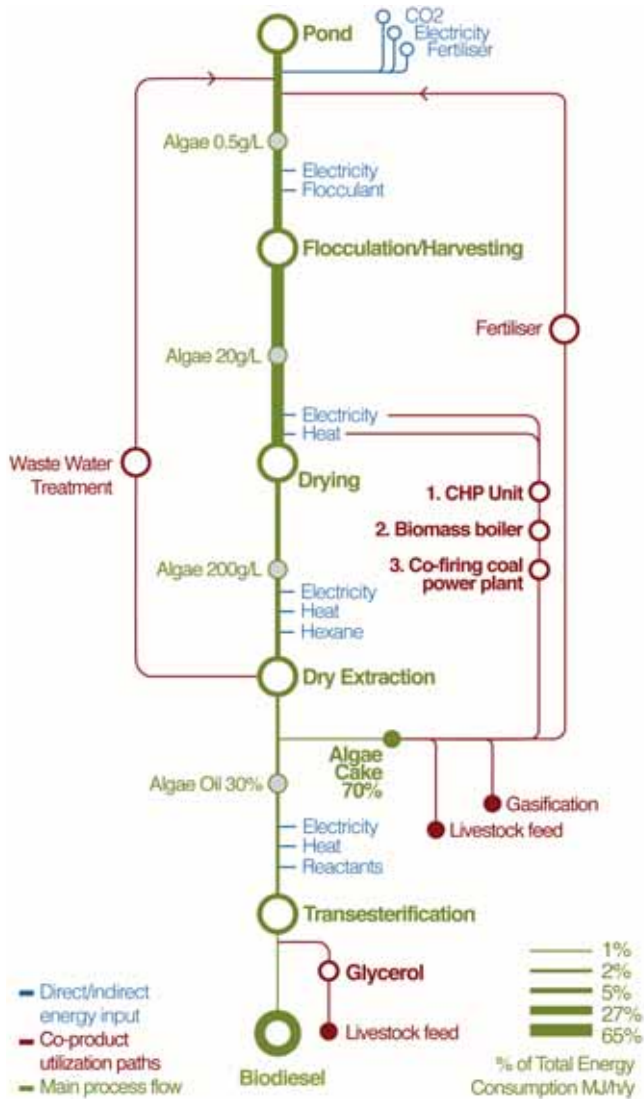 CO2
Pond
Electricity
Fertiliser
Algae 0.5g/L
Electricity
Flocculant
Flocculation/Harvesting
Fertiliser
Algae 20g/L
Electricity
Heat
Waste Water
Treatment
Drying
1. CHP Unit
2. Biomass boiler
3. Co-firing coal
power plant
Algae 200g/L
Electricity
Heat
Hexane
Dry Extraction
Algae
Cake
70%
Algae Oil 30%
Gasification
Livestock feed
Electricity
Heat
Reactants
Transesterification
Glycerol
Livestock feed
Biodiesel
Direct/indirect
energy input
Co-product
utilization paths
Main process flow
1%
2%
5%
27%
65%
% of Total Energy
Consumption MJ/h/y